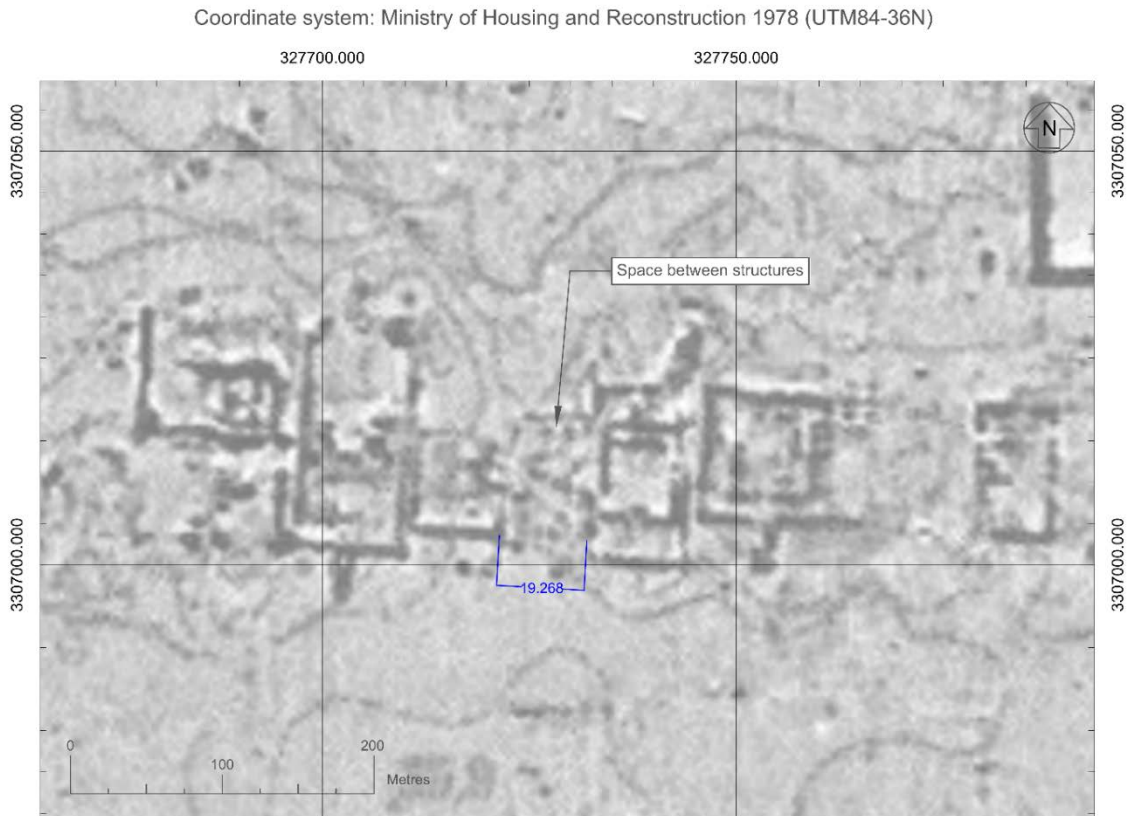 Coordinate system: Ministry of Housing and Reconstruction 1978 (UTM84-36N)
327700.000 327750.000
3307050.000 3307050.000
N
Space between structures
3307000.000 3307000.000
19.268
0 200
100
Metres